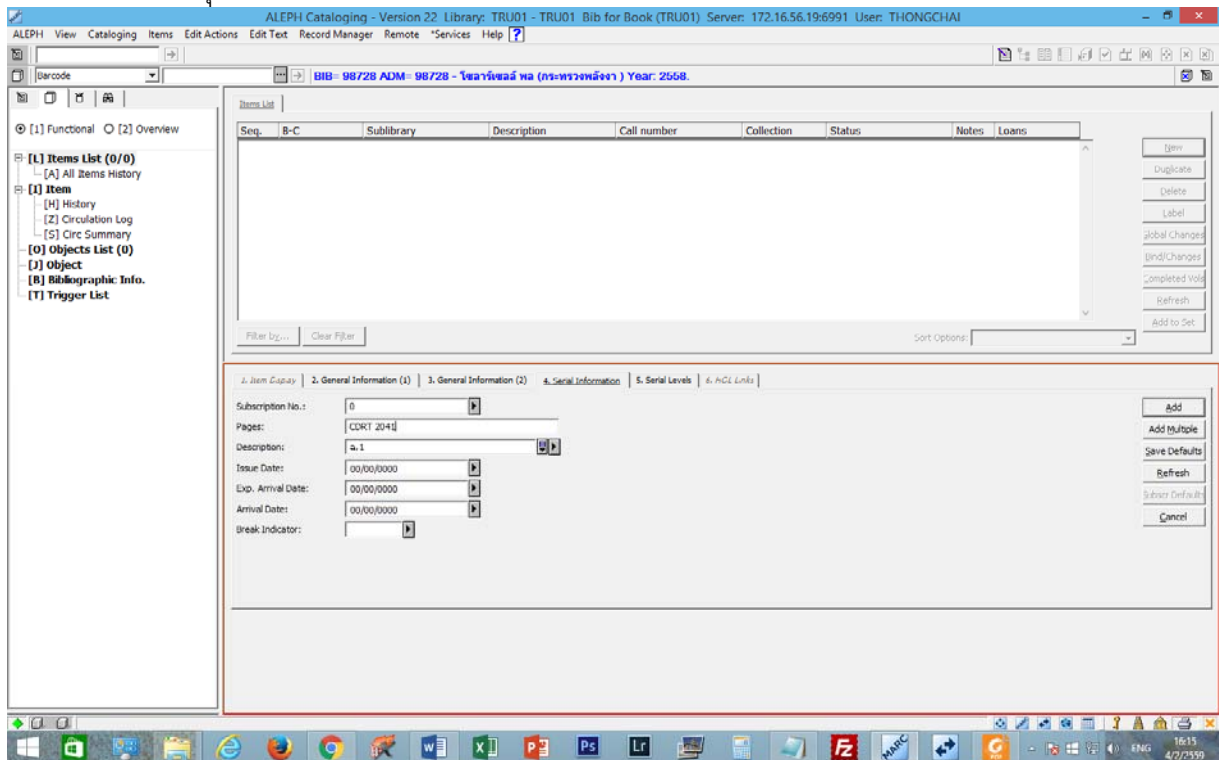 ALEPH Cataloging - Version 22 Library: TRU01 - TRU01 Bib for Book (TRU01) Server: 172.16.56.19:6991 User: THONGCHAI
ALEPH View Cataloging Items Edit Actions Edit Text Record Manager Remote *Services Help ?
Barcode
BIB= 98728 ADM= 98728 - โซลาร์เซลล์ พล (กระทรวงพลังงา ) Year: 2558.
[1] Functional [2] Overview
[L] Items List (0/0)
[A] All Items History
[I] Item
[H] History
[Z] Circulation Log
[S] Circ Summary
[O] Objects List (0)
[J] Object
[B] Bibliographic Info.
[T] Trigger List
Items List
Seq. B-C Sublibrary Description Call number Collection Status Notes Loans
New
Duplicate
Delete
Label
Global Changes
Bind/Changes
Completed Vols
Refresh
Add to Set
Filter by... Clear Filter Sort Options:
1. Item Display 2. General Information (1) 3. General Information (2) 4. Serial Information 5. Serial Levels 6. HOL Links
Subscription No.: 0
Pages: CDRT 2041
Description: ฉ.1
Issue Date: 00/00/0000
Exp. Arrival Date: 00/00/0000
Arrival Date: 00/00/0000
Break Indicator:
Add
Add Multiple
Save Defaults
Refresh
Subscr Defaults
Cancel
Ps Lr Fz MARC ENG 16:15
4/2/2559